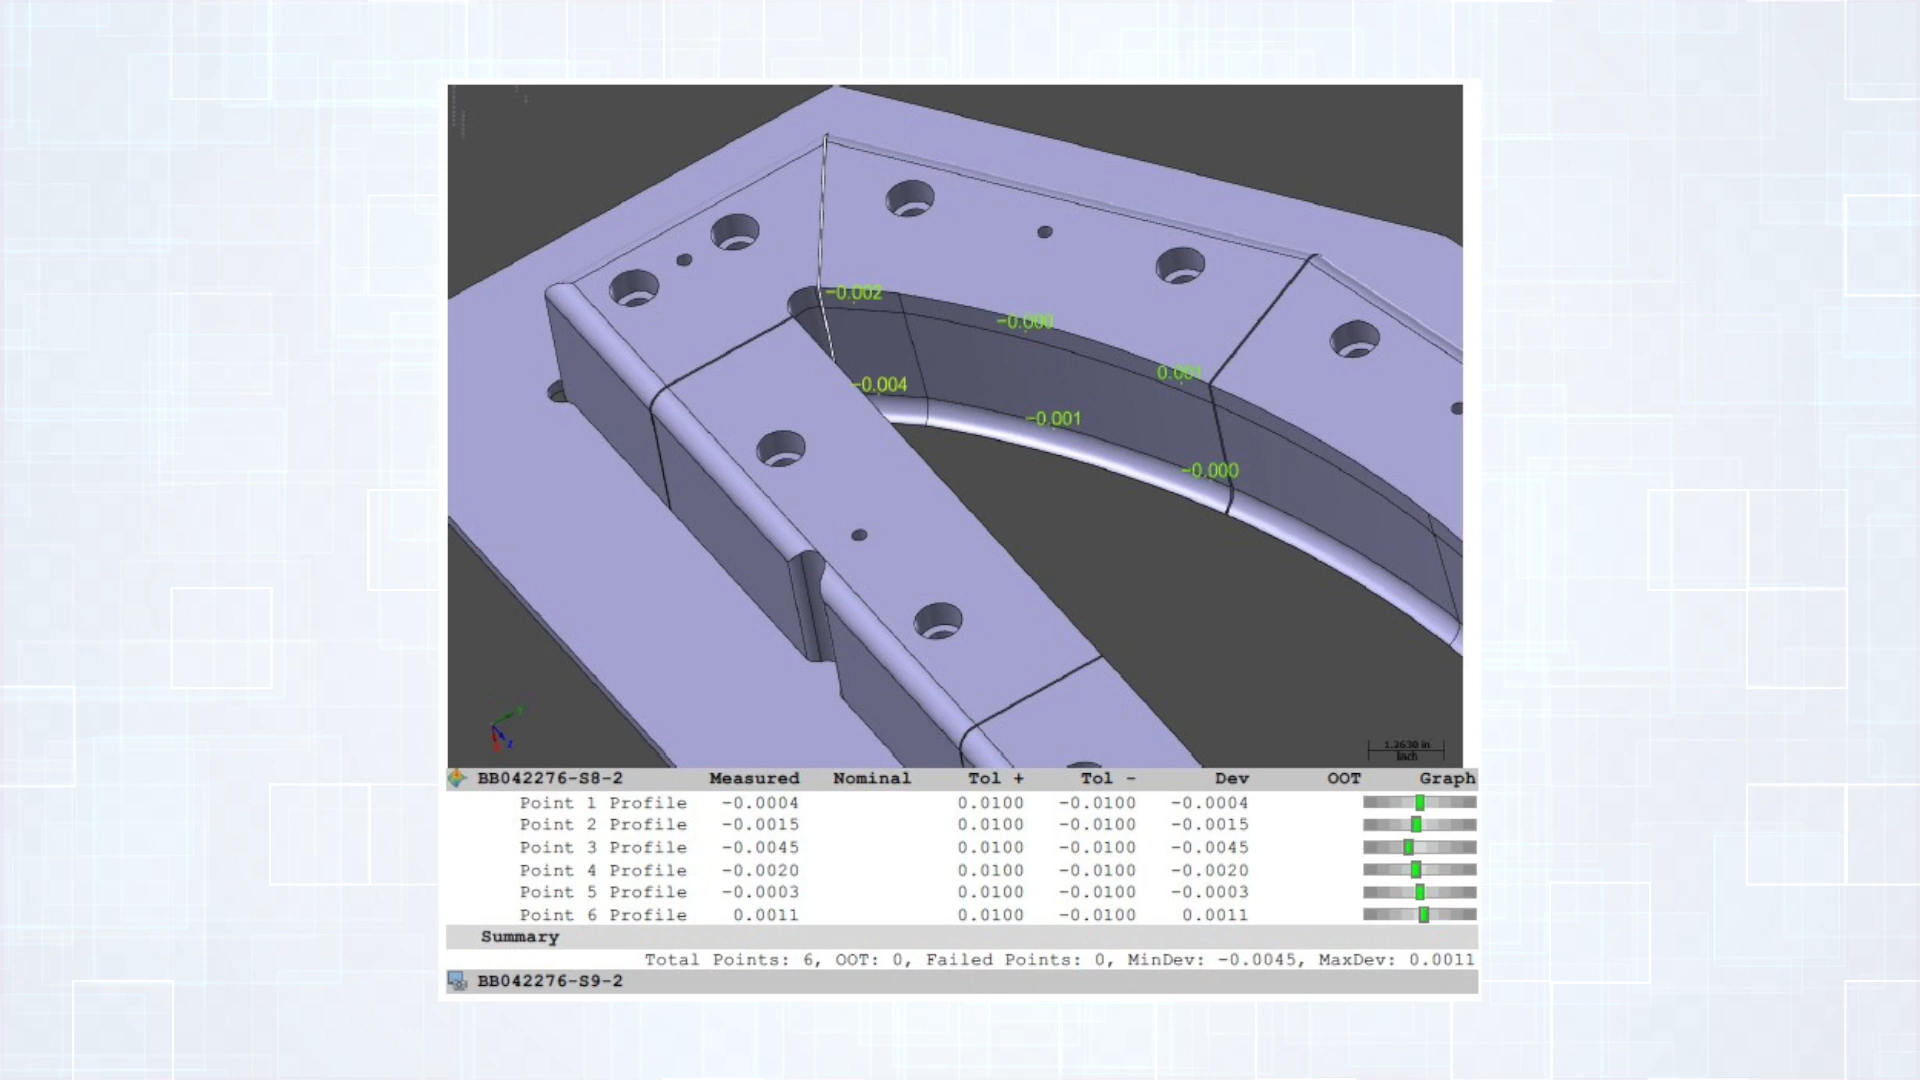 -0.002
-0.000
0.001
-0.004
-0.001
-0.000
1.2630 in
Inch
BB042276-S8-2 Measured Nominal Tol + Tol - Dev OOT Graph
Point 1 Profile -0.0004 0.0100 -0.0100 -0.0004
Point 2 Profile -0.0015 0.0100 -0.0100 -0.0015
Point 3 Profile -0.0045 0.0100 -0.0100 -0.0045
Point 4 Profile -0.0020 0.0100 -0.0100 -0.0020
Point 5 Profile -0.0003 0.0100 -0.0100 -0.0003
Point 6 Profile 0.0011 0.0100 -0.0100 0.0011
Summary
Total Points: 6, OOT: 0, Failed Points: 0, MinDev: -0.0045, MaxDev: 0.0011
BB042276-S9-2